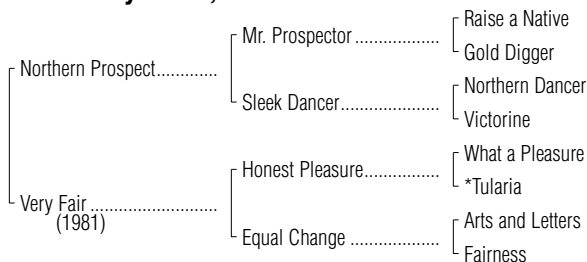 Raise a Native
Mr. Prospector
Gold Digger
Northern Prospect
Northern Dancer
Sleek Dancer
Victorine
What a Pleasure
Honest Pleasure
*Tularia
Very Fair
(1981)
Arts and Letters
Equal Change
Fairness